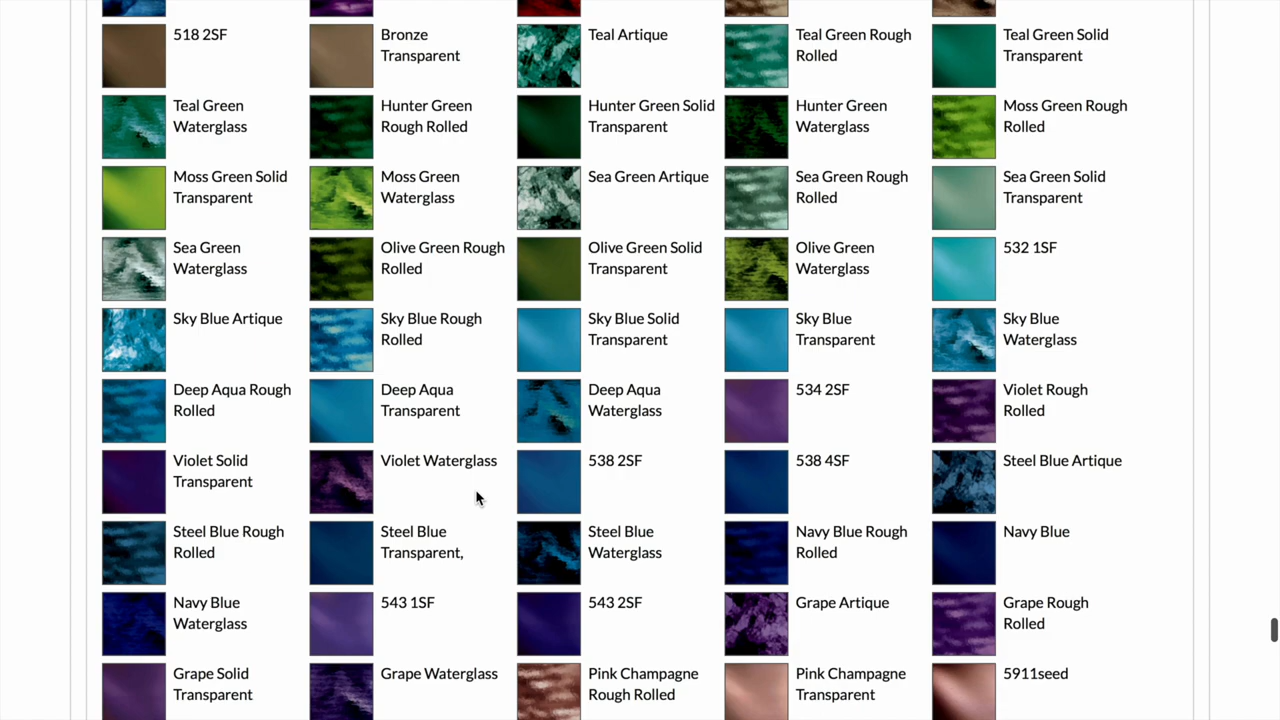 518 2SF
Bronze
Transparent
Teal Artique
Teal Green Rough
Rolled
Teal Green Solid
Transparent
Teal Green
Waterglass
Hunter Green
Rough Rolled
Hunter Green Solid
Transparent
Hunter Green
Waterglass
Moss Green Rough
Rolled
Moss Green Solid
Transparent
Moss Green
Waterglass
Sea Green Artique
Sea Green Rough
Rolled
Sea Green Solid
Transparent
Sea Green
Waterglass
Olive Green Rough
Rolled
Olive Green Solid
Transparent
Olive Green
Waterglass
532 1SF
Sky Blue Artique
Sky Blue Rough
Rolled
Sky Blue Solid
Transparent
Sky Blue
Transparent
Sky Blue
Waterglass
Deep Aqua Rough
Rolled
Deep Aqua
Transparent
Deep Aqua
Waterglass
534 2SF
Violet Rough
Rolled
Violet Solid
Transparent
Violet Waterglass
538 2SF
538 4SF
Steel Blue Artique
Steel Blue Rough
Rolled
Steel Blue
Transparent,
Steel Blue
Waterglass
Navy Blue Rough
Rolled
Navy Blue
Navy Blue
Waterglass
543 1SF
543 2SF
Grape Artique
Grape Rough
Rolled
Grape Solid
Transparent
Grape Waterglass
Pink Champagne
Rough Rolled
Pink Champagne
Transparent
5911seed